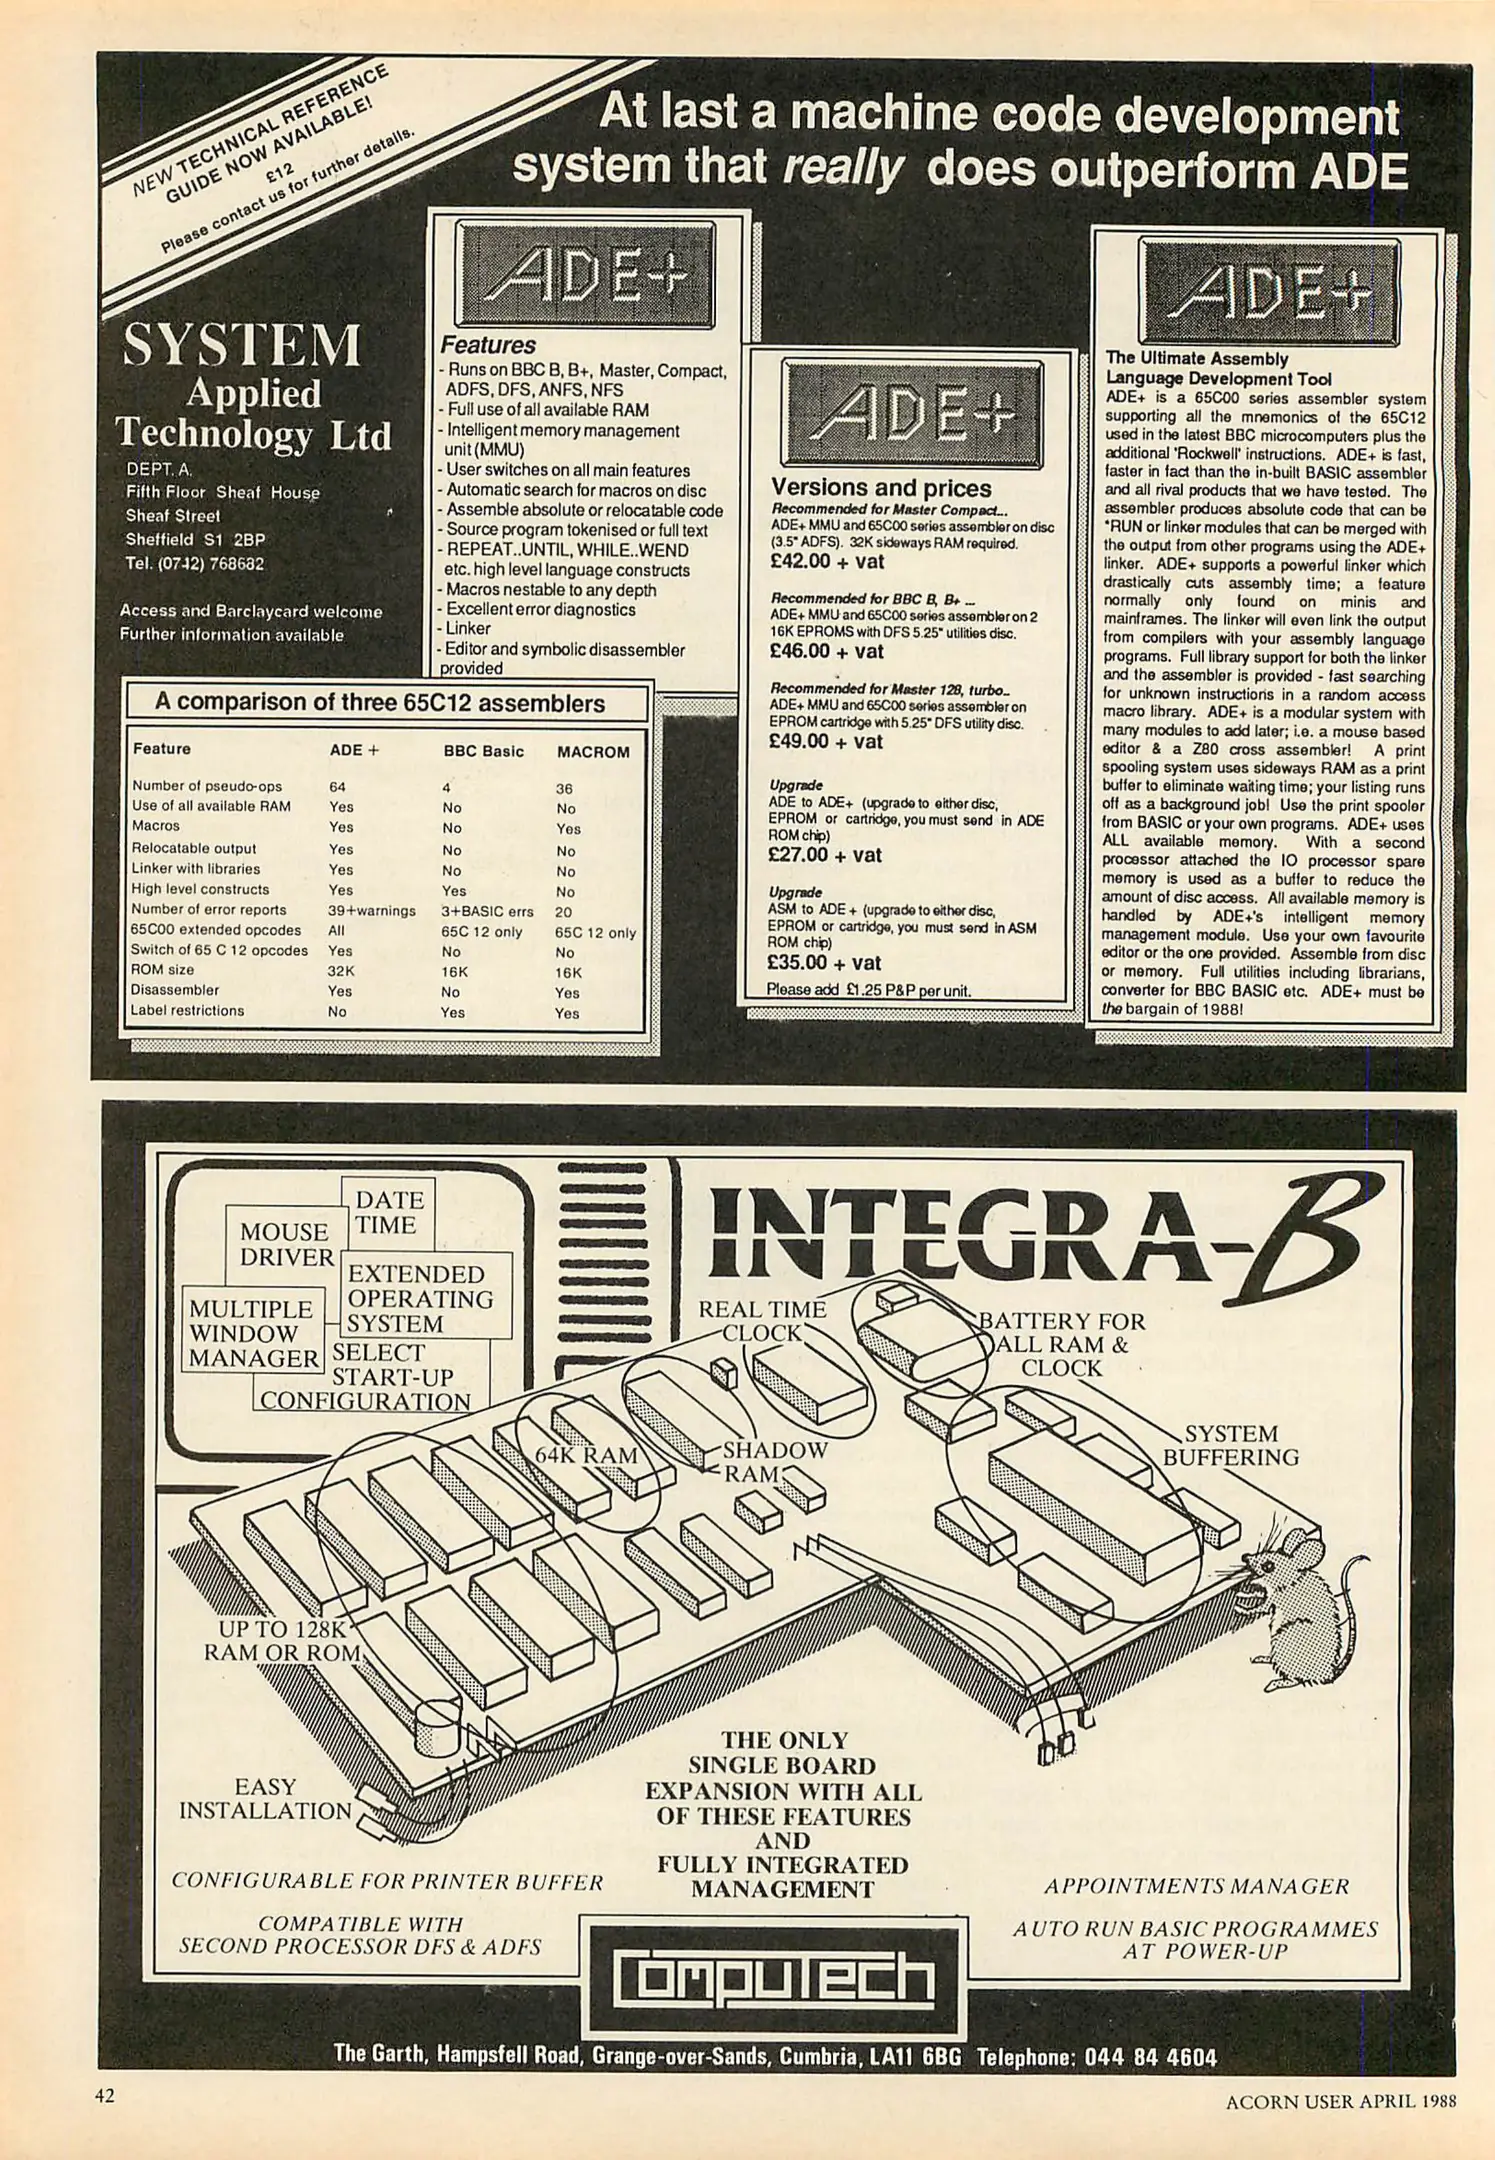 NEW TECHNICAL REFERENCE
GUIDE NOW AVAILABLE!
£12
Please contact us for further details.
At last a machine code development
system that really does outperform ADE
SYSTEM
Applied
Technology Ltd
DEPT. A.
Fifth Floor Sheaf House
Sheaf Street
Sheffield S1 2BP
Tel. (0742) 768682
Access and Barclaycard welcome
Further information available
ADE+
Features
- Runs on BBC B, B+, Master, Compact,
ADFS, DFS, ANFS, NFS
- Full use of all available RAM
- Intelligent memory management
unit (MMU)
- User switches on all main features
- Automatic search for macros on disc
- Assemble absolute or relocatable code
- Source program tokenised or full text
- REPEAT..UNTIL, WHILE..WEND
etc. high level language constructs
- Macros nestable to any depth
- Excellent error diagnostics
- Linker
- Editor and symbolic disassembler
provided
A comparison of three 65C12 assemblers
Feature ADE + BBC Basic MACROM
Number of pseudo-ops 64 4 36
Use of all available RAM Yes No No
Macros Yes No Yes
Relocatable output Yes No No
Linker with libraries Yes No No
High level constructs Yes Yes No
Number of error reports 39+warnings 3+BASIC errs 20
65C00 extended opcodes All 65C 12 only 65C 12 only
Switch of 65 C 12 opcodes Yes No No
ROM size 32K 16K 16K
Disassembler Yes No Yes
Label restrictions No Yes Yes
ADE+
Versions and prices
Recommended for Master Compact...
ADE+ MMU and 65C00 series assembler on disc
(3.5" ADFS). 32K sideways RAM required.
£42.00 + vat
Recommended for BBC B, B+ ...
ADE+ MMU and 65C00 series assembler on 2
16K EPROMS with DFS 5.25" utilities disc.
£46.00 + vat
Recommended for Master 128, turbo..
ADE+ MMU and 65C00 series assembler on
EPROM cartridge with 5.25" DFS utility disc.
£49.00 + vat
Upgrade
ADE to ADE+ (upgrade to either disc,
EPROM or cartridge, you must send in ADE
ROM chip)
£27.00 + vat
Upgrade
ASM to ADE + (upgrade to either disc,
EPROM or cartridge, you must send in ASM
ROM chip)
£35.00 + vat
Please add £1.25 P&P per unit.
ADE+
The Ultimate Assembly
Language Development Tool
ADE+ is a 65C00 series assembler system
supporting all the mnemonics of the 65C12
used in the latest BBC microcomputers plus the
additional 'Rockwell' instructions. ADE+ is fast,
faster in fact than the in-built BASIC assembler
and all rival products that we have tested. The
assembler produces absolute code that can be
*RUN or linker modules that can be merged with
the output from other programs using the ADE+
linker. ADE+ supports a powerful linker which
drastically cuts assembly time; a feature
normally only found on minis and
mainframes. The linker will even link the output
from compilers with your assembly language
programs. Full library support for both the linker
and the assembler is provided - fast searching
for unknown instructions in a random access
macro library. ADE+ is a modular system with
many modules to add later; i.e. a mouse based
editor & a Z80 cross assembler! A print
spooling system uses sideways RAM as a print
buffer to eliminate waiting time; your listing runs
off as a background job! Use the print spooler
from BASIC or your own programs. ADE+ uses
ALL available memory. With a second
processor attached the IO processor spare
memory is used as a buffer to reduce the
amount of disc access. All available memory is
handled by ADE+'s intelligent memory
management module. Use your own favourite
editor or the one provided. Assemble from disc
or memory. Full utilities including librarians,
converter for BBC BASIC etc. ADE+ must be
the bargain of 1988!
DATE
TIME
MOUSE
DRIVER
EXTENDED
OPERATING
SYSTEM
MULTIPLE
WINDOW
MANAGER
SELECT
START-UP
CONFIGURATION
INTEGRA-B
REAL TIME
CLOCK
BATTERY FOR
ALL RAM &
CLOCK
64K RAM
SHADOW
RAM
SYSTEM
BUFFERING
UP TO 128K
RAM OR ROM
EASY
INSTALLATION
THE ONLY
SINGLE BOARD
EXPANSION WITH ALL
OF THESE FEATURES
AND
FULLY INTEGRATED
MANAGEMENT
CONFIGURABLE FOR PRINTER BUFFER
COMPATIBLE WITH
SECOND PROCESSOR DFS & ADFS
APPOINTMENTS MANAGER
AUTO RUN BASIC PROGRAMMES
AT POWER-UP
Computech
The Garth, Hampsfell Road, Grange-over-Sands, Cumbria, LA11 6BG Telephone: 044 84 4604
42
ACORN USER APRIL 1988